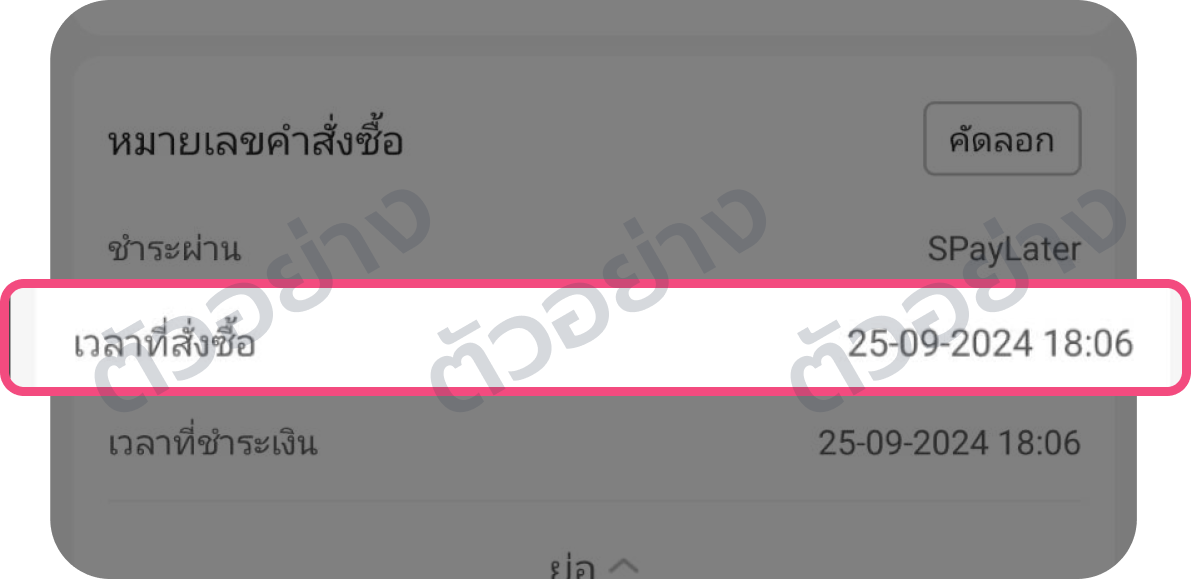 หมายเลขคำสั่งซื้อ คัดลอก
ชำระผ่าน SPayLater
เวลาที่สั่งซื้อ 25-09-2024 18:06
เวลาที่ชำระเงิน 25-09-2024 18:06
ย่อ
ตัวอย่าง ตัวอย่าง ตัวอย่าง